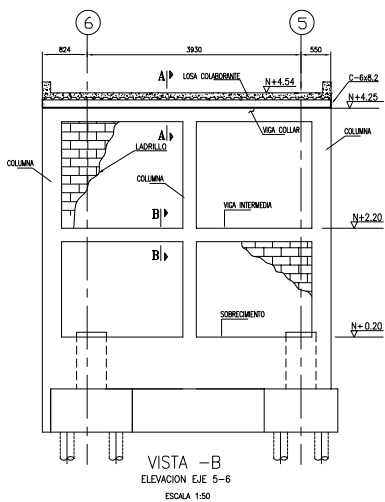 6
5
824
3930
550
A
LOSA COLABORANTE
N+4.54
C-6x8.2
N+4.25
A
VIGA COLLAR
COLUMNA
LADRILLO
COLUMNA
COLUMNA
B
VIGA INTERMEDIA
N+2.20
B
SOBRECIMIENTO
N+0.20
VISTA -B
ELEVACION EJE 5-6
ESCALA 1:50